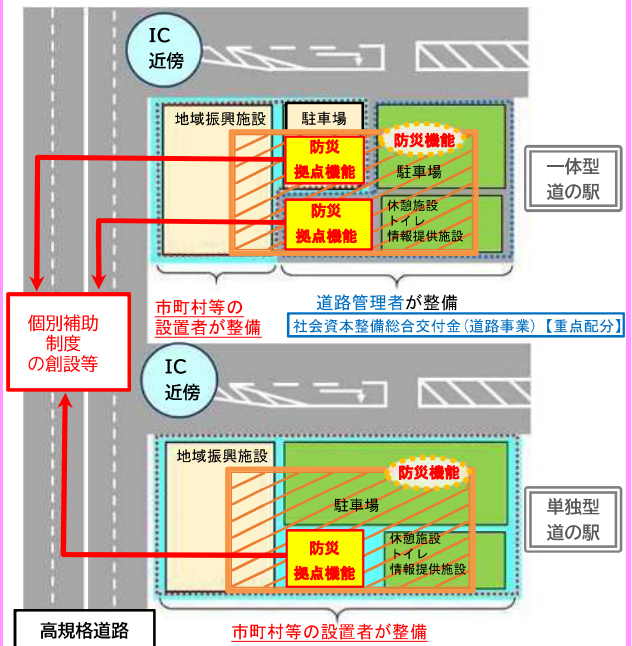 IC
近傍
地域振興施設
駐車場
防災
拠点機能
防災機能
駐車場
防災
拠点機能
休憩施設
トイレ
情報提供施設
一体型
道の駅
市町村等の
設置者が整備
道路管理者が整備
社会資本整備総合交付金(道路事業)【重点配分】
個別補助
制度
の創設等
IC
近傍
地域振興施設
防災機能
駐車場
防災
拠点機能
休憩施設
トイレ
情報提供施設
単独型
道の駅
高規格道路
市町村等の設置者が整備